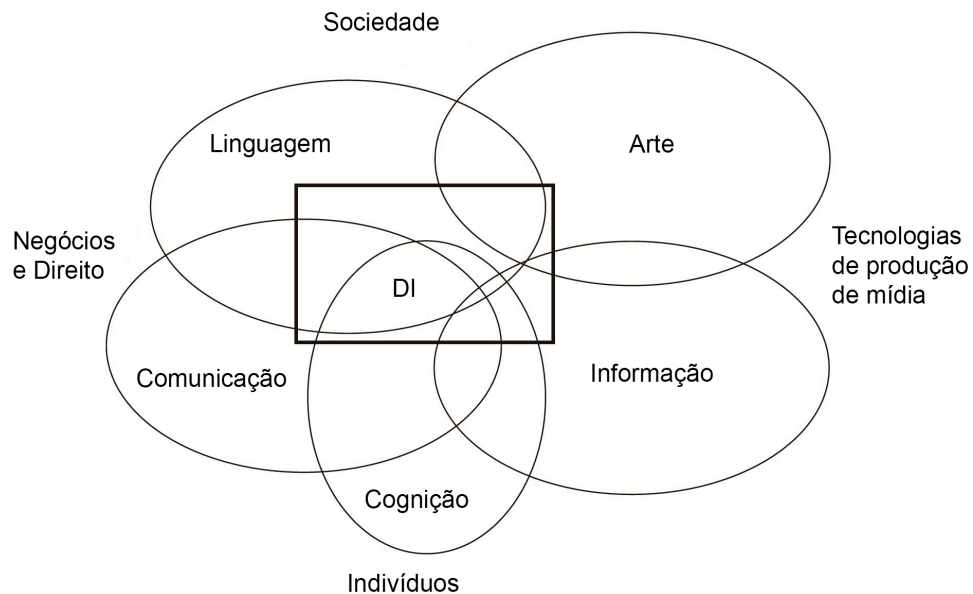 Sociedade
Linguagem
Arte
Negócios
e Direito
Tecnologias
de produção
de mídia
DI
Comunicação
Informação
Cognição
Indivíduos